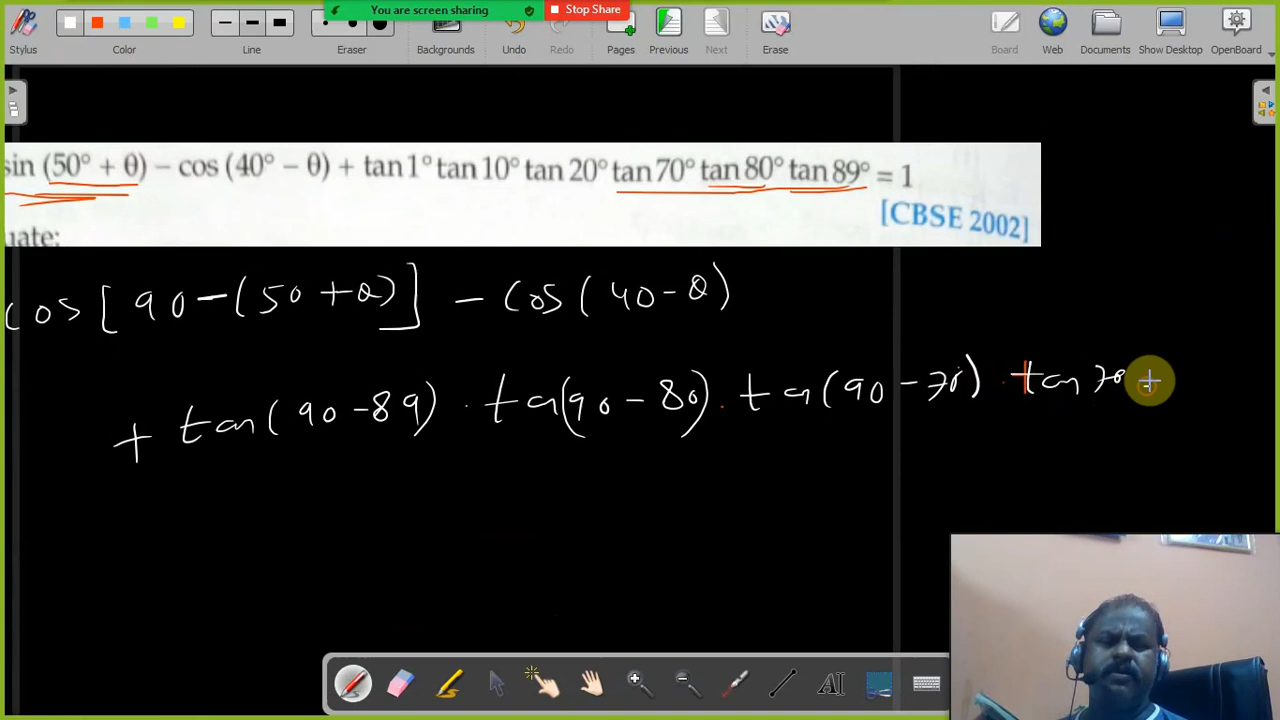 You are screen sharing Stop Share
Stylus Color Line Eraser Backgrounds Undo Redo Pages Previous Next Erase Board Web Documents Show Desktop OpenBoard
sin (50° + θ) − cos (40° − θ) + tan 1° tan 10° tan 20° tan 70° tan 80° tan 89° = 1
[CBSE 2002]
uate:
cos [90 − (50 + θ)] − cos (40 − θ)
+ tan (90 − 89) · tan (90 − 80) · tan (90 − 70) · tan 70